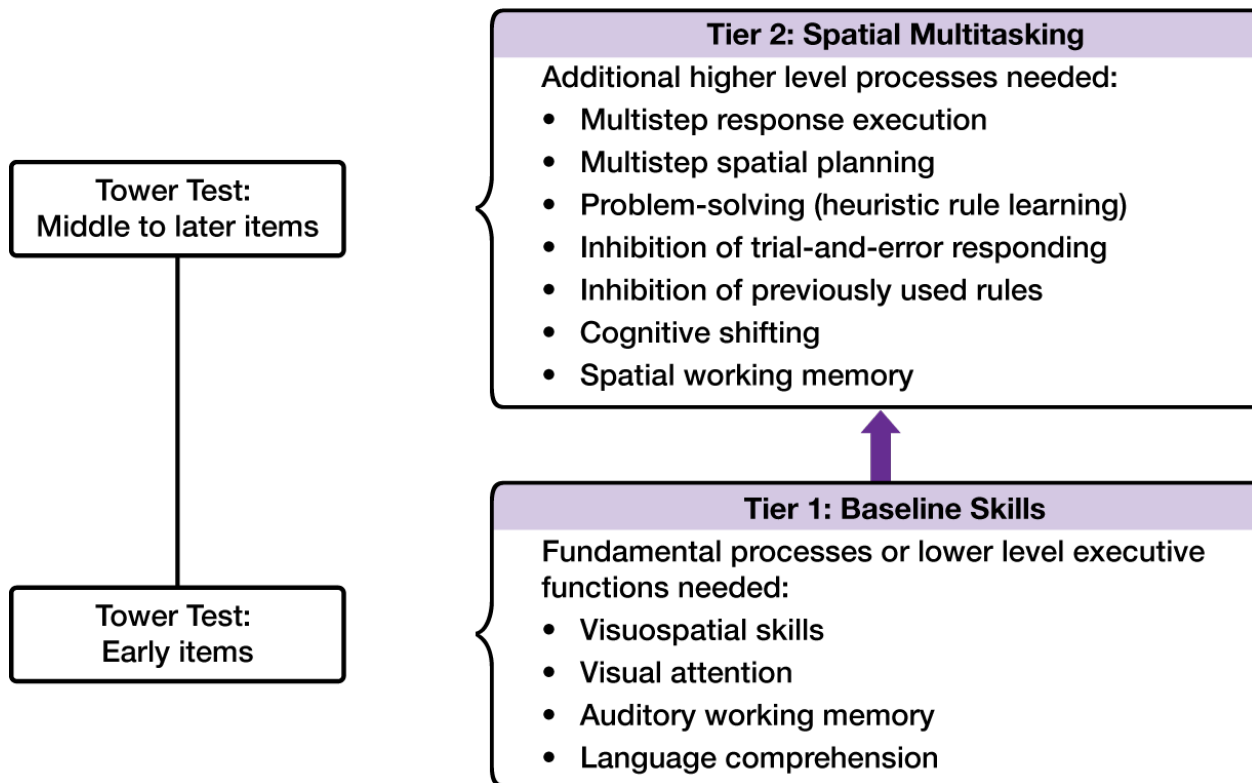 Tier 2: Spatial Multitasking
Additional higher level processes needed:
• Multistep response execution
• Multistep spatial planning
• Problem-solving (heuristic rule learning)
• Inhibition of trial-and-error responding
• Inhibition of previously used rules
• Cognitive shifting
• Spatial working memory
Tower Test:
Middle to later items
Tier 1: Baseline Skills
Fundamental processes or lower level executive
functions needed:
• Visuospatial skills
• Visual attention
• Auditory working memory
• Language comprehension
Tower Test:
Early items